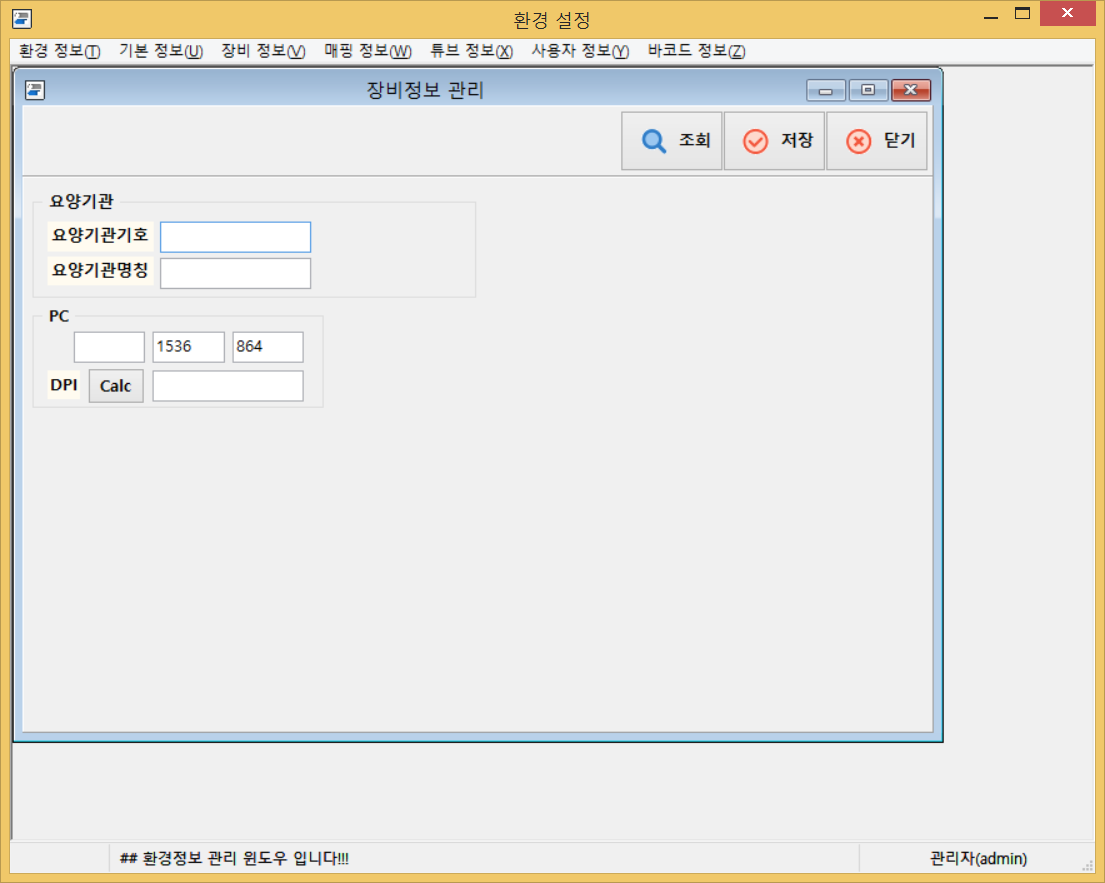 환경 설정
환경 정보(T) 기본 정보(U) 장비 정보(V) 매핑 정보(W) 튜브 정보(X) 사용자 정보(Y) 바코드 정보(Z)
장비정보 관리
조회 저장 닫기
요양기관
요양기관기호
요양기관명칭
PC
1536 864
DPI Calc
## 환경정보 관리 윈도우 입니다!!! 관리자(admin)